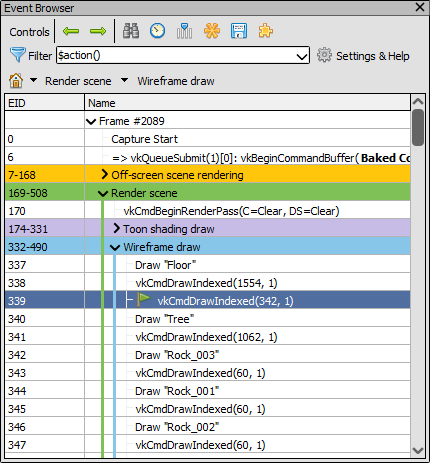 Event Browser
Controls
Filter $action() Settings & Help
Render scene Wireframe draw
EID Name
Frame #2089
0 Capture Start
6 => vkQueueSubmit(1)[0]: vkBeginCommandBuffer( Baked Co
7-168 Off-screen scene rendering
169-508 Render scene
170 vkCmdBeginRenderPass(C=Clear, DS=Clear)
174-331 Toon shading draw
332-490 Wireframe draw
337 Draw "Floor"
338 vkCmdDrawIndexed(1554, 1)
339 vkCmdDrawIndexed(342, 1)
340 Draw "Tree"
341 vkCmdDrawIndexed(1062, 1)
342 Draw "Rock_003"
343 vkCmdDrawIndexed(60, 1)
344 Draw "Rock_001"
345 vkCmdDrawIndexed(60, 1)
346 Draw "Rock_002"
347 vkCmdDrawIndexed(60, 1)